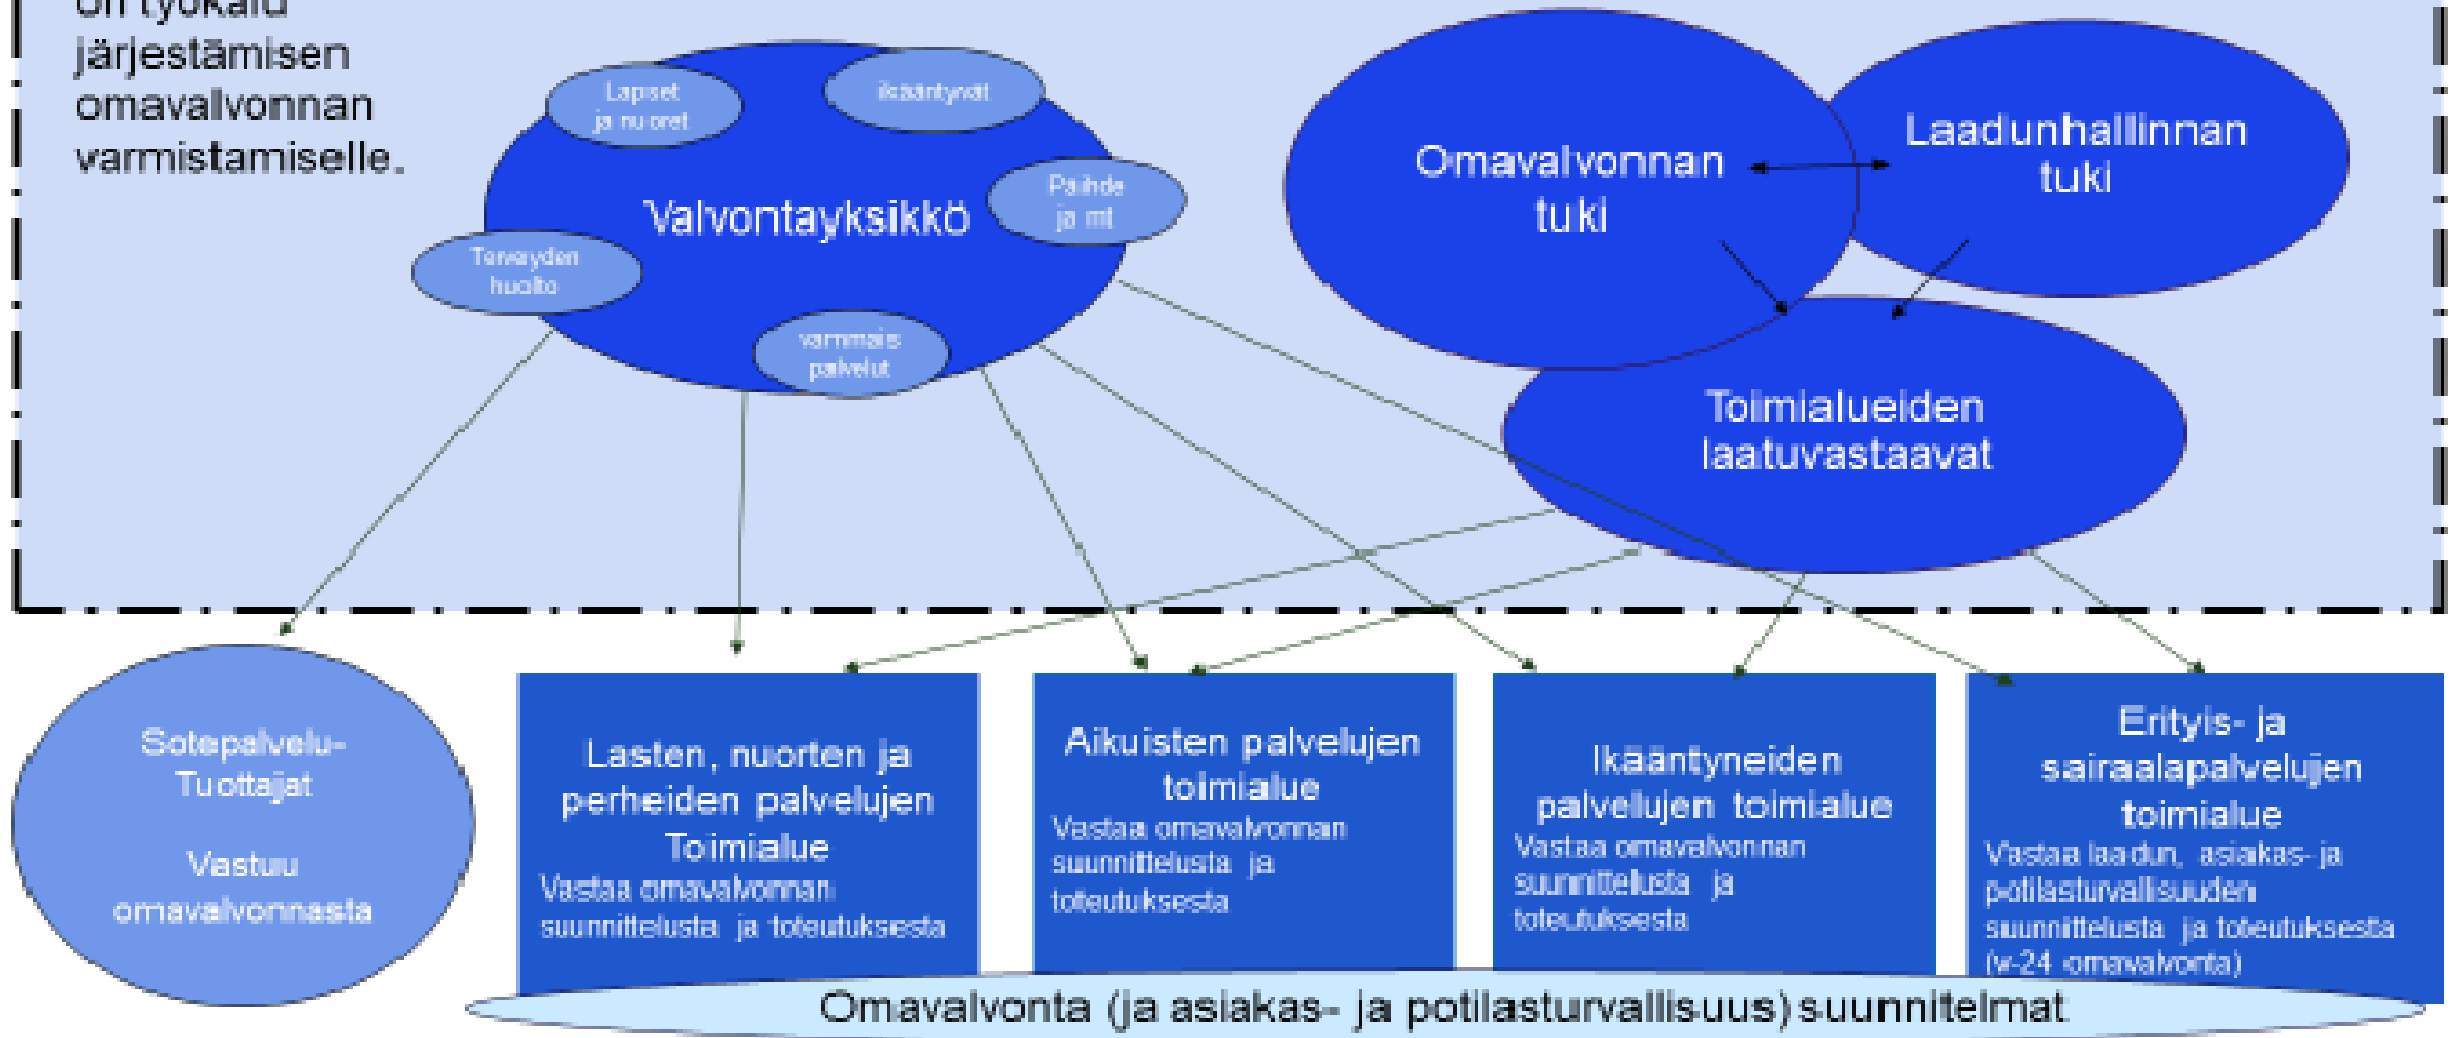 on työkalu
järjestämisen
omavalvonnan
varmistamiselle.
Lapset
ja nuoret
ikääntyvät
Päihde
ja mt
Valvontayksikkö
Terveyden
huolto
vammais
palvelut
Omavalvonnan
tuki
Laadunhallinnan
tuki
Toimialueiden
laatuvastaavat
Sotepalvelu-
Tuottajat
Vastuu
omavalvonnasta
Lasten, nuorten ja
perheiden palvelujen
Toimialue
Vastaa omavalvonnan
suunnittelusta ja toteutuksesta
Aikuisten palvelujen
toimialue
Vastaa omavalvonnan
suunnittelusta ja
toteutuksesta
Ikääntyneiden
palvelujen toimialue
Vastaa omavalvonnan
suunnittelusta ja
toteutuksesta
Erityis- ja
sairaalapalvelujen
toimialue
Vastaa laadun, asiakas- ja
potilasturvallisuuden
suunnittelusta ja toteutuksesta
(v-24 omavalvonta)
Omavalvonta (ja asiakas- ja potilasturvallisuus) suunnitelmat